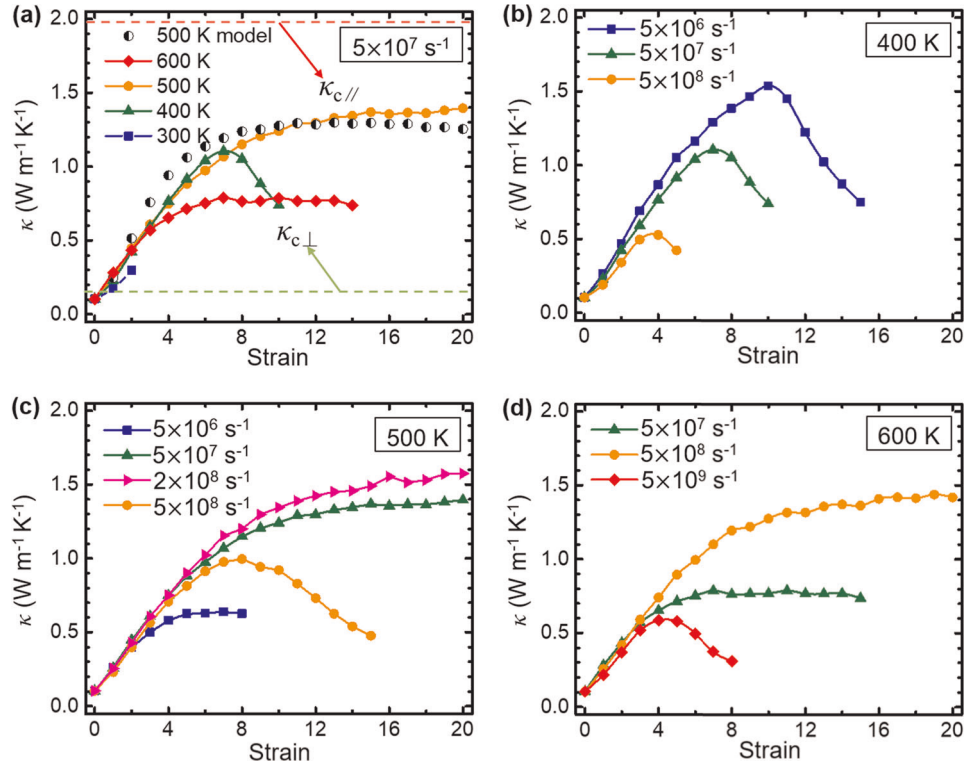 (a)
2.0
1.5
1.0
0.5
0.0
κ (W m⁻¹ K⁻¹)
500 K model
600 K
500 K
400 K
300 K
5×10⁷ s⁻¹
κc//
κc⊥
0 4 8 12 16 20
Strain
(b)
2.0
1.5
1.0
0.5
0.0
κ (W m⁻¹ K⁻¹)
5×10⁶ s⁻¹
5×10⁷ s⁻¹
5×10⁸ s⁻¹
400 K
0 4 8 12 16 20
Strain
(c)
2.0
1.5
1.0
0.5
0.0
κ (W m⁻¹ K⁻¹)
5×10⁶ s⁻¹
5×10⁷ s⁻¹
2×10⁸ s⁻¹
5×10⁸ s⁻¹
500 K
0 4 8 12 16 20
Strain
(d)
2.0
1.5
1.0
0.5
0.0
κ (W m⁻¹ K⁻¹)
5×10⁷ s⁻¹
5×10⁸ s⁻¹
5×10⁹ s⁻¹
600 K
0 4 8 12 16 20
Strain